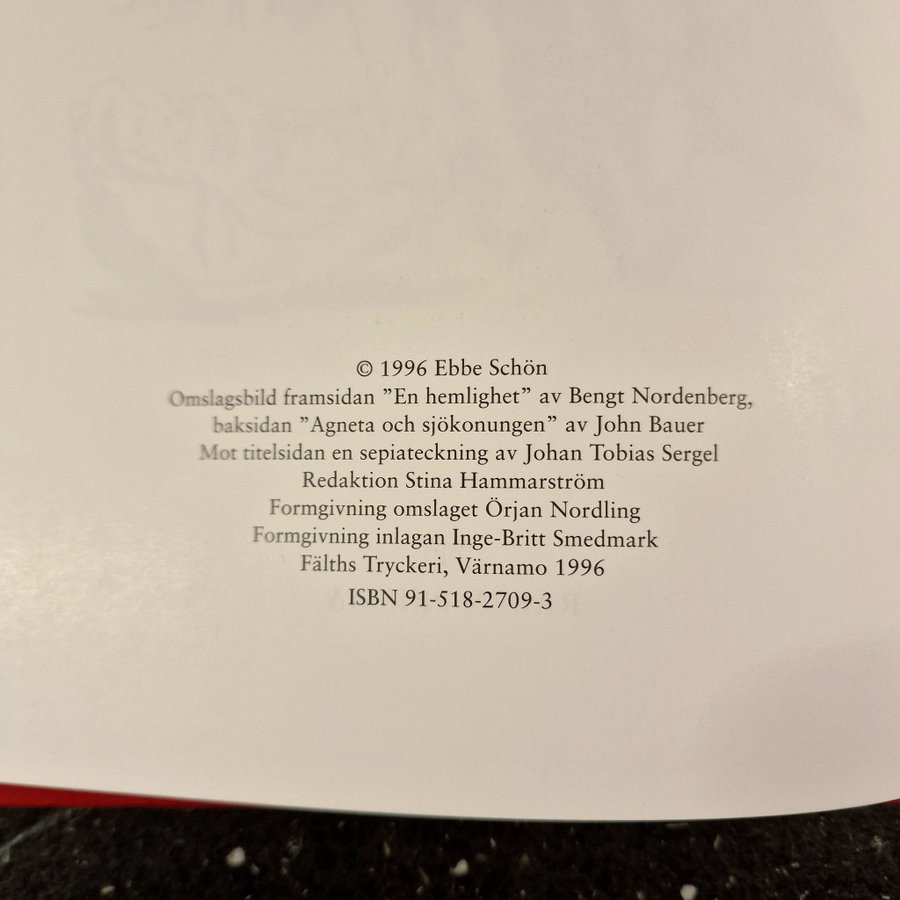 © 1996 Ebbe Schön
Omslagsbild framsidan ”En hemlighet” av Bengt Nordenberg,
baksidan ”Agneta och sjökonungen” av John Bauer
Mot titelsidan en sepiateckning av Johan Tobias Sergel
Redaktion Stina Hammarström
Formgivning omslaget Örjan Nordling
Formgivning inlagan Inge-Britt Smedmark
Fälths Tryckeri, Värnamo 1996
ISBN 91-518-2709-3